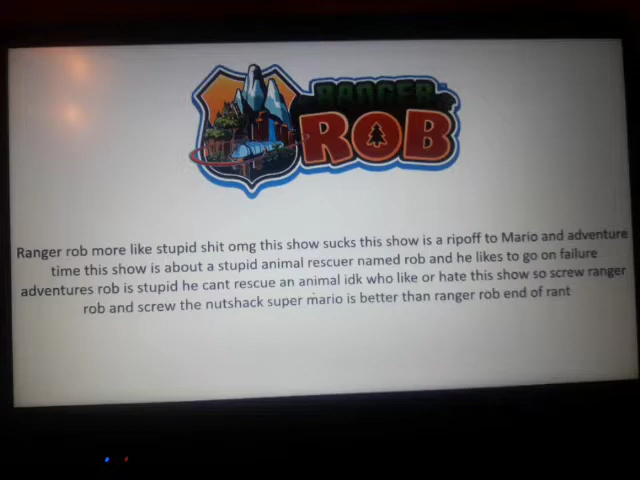 RANGER
ROB
Ranger rob more like stupid shit omg this show sucks this show is a ripoff to Mario and adventure
time this show is about a stupid animal rescuer named rob and he likes to go on failure
adventures rob is stupid he cant rescue an animal idk who like or hate this show so screw ranger
rob and screw the nutshack super mario is better than ranger rob end of rant